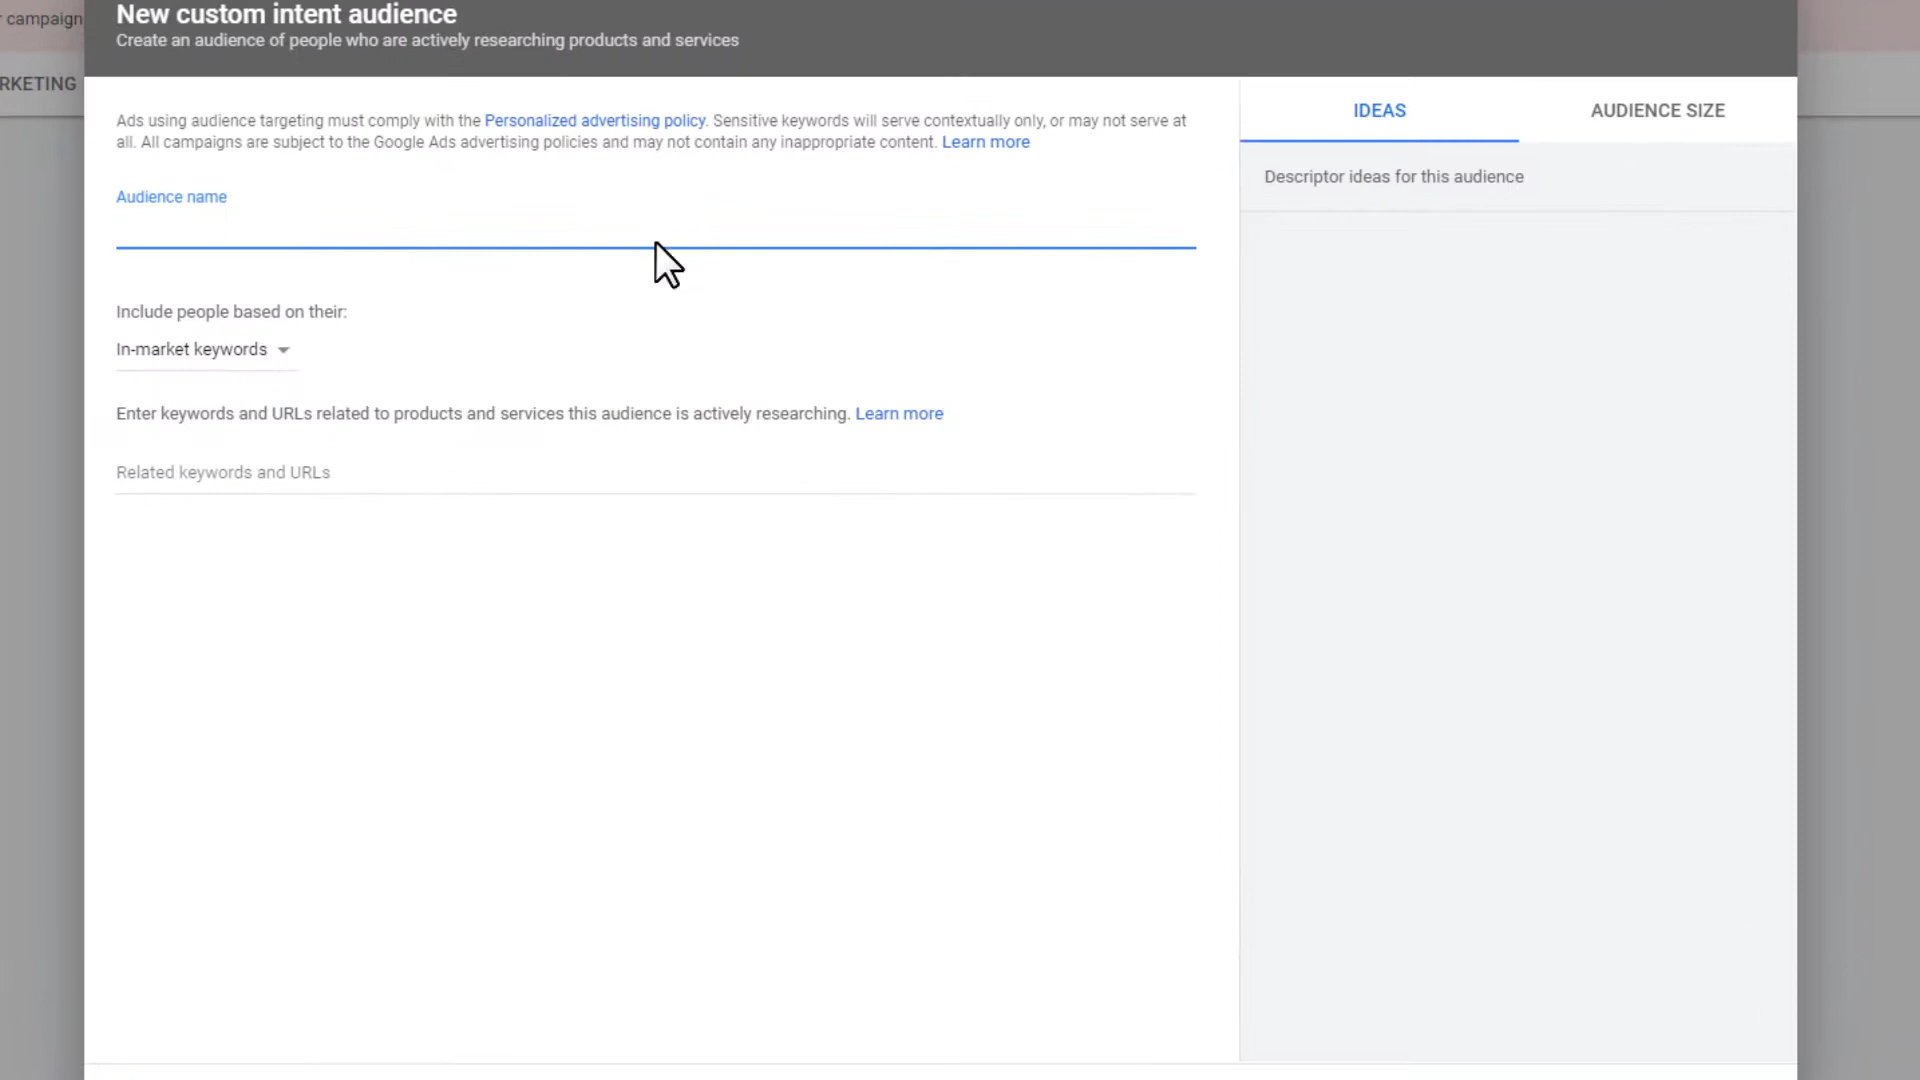 campaign
New custom intent audience
Create an audience of people who are actively researching products and services
RKETING
IDEAS
AUDIENCE SIZE
Ads using audience targeting must comply with the Personalized advertising policy. Sensitive keywords will serve contextually only, or may not serve at
all. All campaigns are subject to the Google Ads advertising policies and may not contain any inappropriate content. Learn more
Descriptor ideas for this audience
Audience name
Include people based on their:
In-market keywords
Enter keywords and URLs related to products and services this audience is actively researching. Learn more
Related keywords and URLs